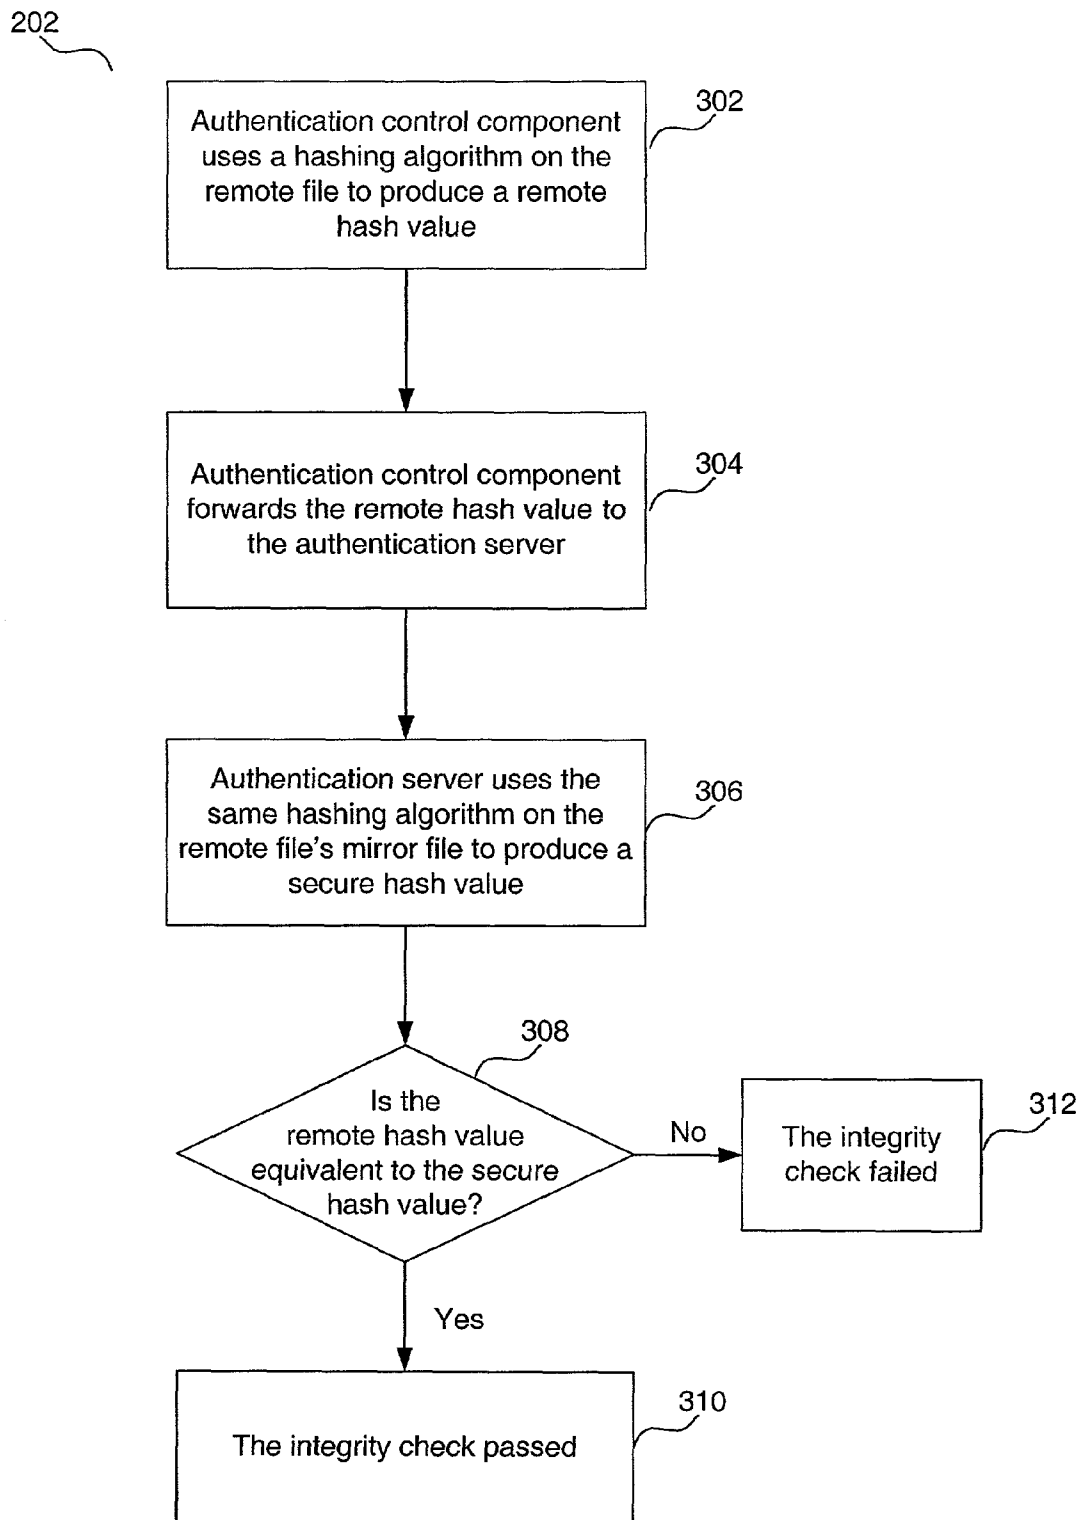 202
302
Authentication control component
uses a hashing algorithm on the
remote file to produce a remote
hash value
304
Authentication control component
forwards the remote hash value to
the authentication server
306
Authentication server uses the
same hashing algorithm on the
remote file's mirror file to produce a
secure hash value
308
Is the
remote hash value
equivalent to the secure
hash value?
No
312
The integrity
check failed
Yes
310
The integrity check passed